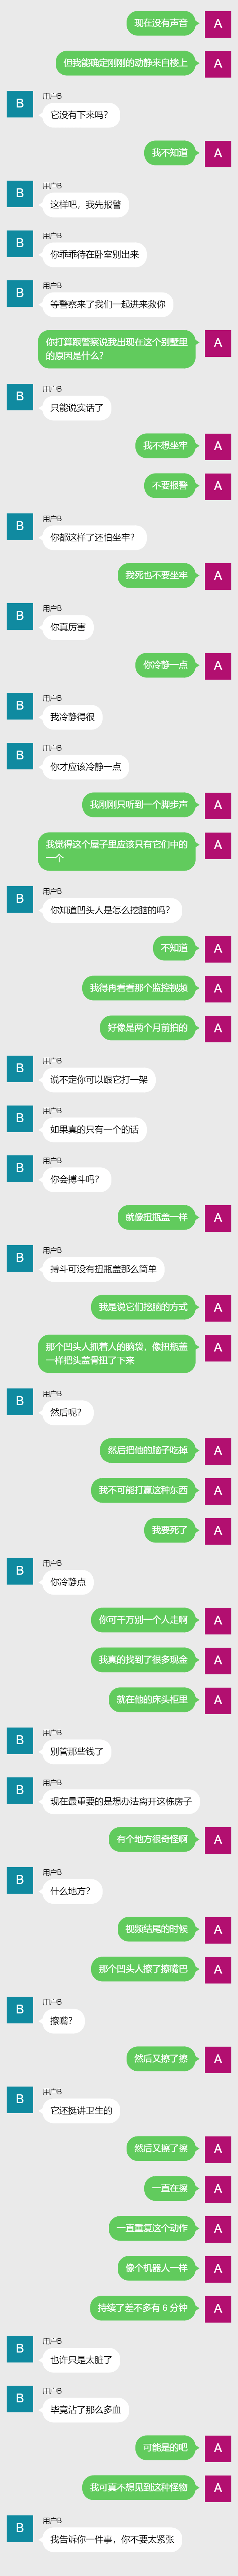 现在没有声音
A
但我能确定刚刚的动静来自楼上
A
B
用户B
它没有下来吗？
我不知道
A
B
用户B
这样吧，我先报警
B
用户B
你乖乖待在卧室别出来
B
用户B
等警察来了我们一起进来救你
你打算跟警察说我出现在这个别墅里
的原因是什么？
A
B
用户B
只能说实话了
我不想坐牢
A
不要报警
A
B
用户B
你都这样了还怕坐牢？
我死也不要坐牢
A
B
用户B
你真厉害
你冷静一点
A
B
用户B
我冷静得很
B
用户B
你才应该冷静一点
我刚刚只听到一个脚步声
A
我觉得这个屋子里应该只有它们中的
一个
A
B
用户B
你知道凹头人是怎么挖脑的吗？
不知道
A
我得再看看那个监控视频
A
好像是两个月前拍的
A
B
用户B
说不定你可以跟它打一架
B
用户B
如果真的只有一个的话
B
用户B
你会搏斗吗？
就像扭瓶盖一样
A
B
用户B
搏斗可没有扭瓶盖那么简单
我是说它们挖脑的方式
A
那个凹头人抓着人的脑袋，像扭瓶盖
一样把头盖骨扭了下来
A
B
用户B
然后呢？
然后把他的脑子吃掉
A
我不可能打赢这种东西
A
我要死了
A
B
用户B
你冷静点
你可千万别一个人走啊
A
我真的找到了很多现金
A
就在他的床头柜里
A
B
用户B
别管那些钱了
B
用户B
现在最重要的是想办法离开这栋房子
有个地方很奇怪啊
A
B
用户B
什么地方？
视频结尾的时候
A
那个凹头人擦了擦嘴巴
A
B
用户B
擦嘴？
然后又擦了擦
A
B
用户B
它还挺讲卫生的
然后又擦了擦
A
一直在擦
A
一直重复这个动作
A
像个机器人一样
A
持续了差不多有 6 分钟
A
B
用户B
也许只是太脏了
B
用户B
毕竟沾了那么多血
可能是的吧
A
我可真不想见到这种怪物
A
B
用户B
我告诉你一件事，你不要太紧张